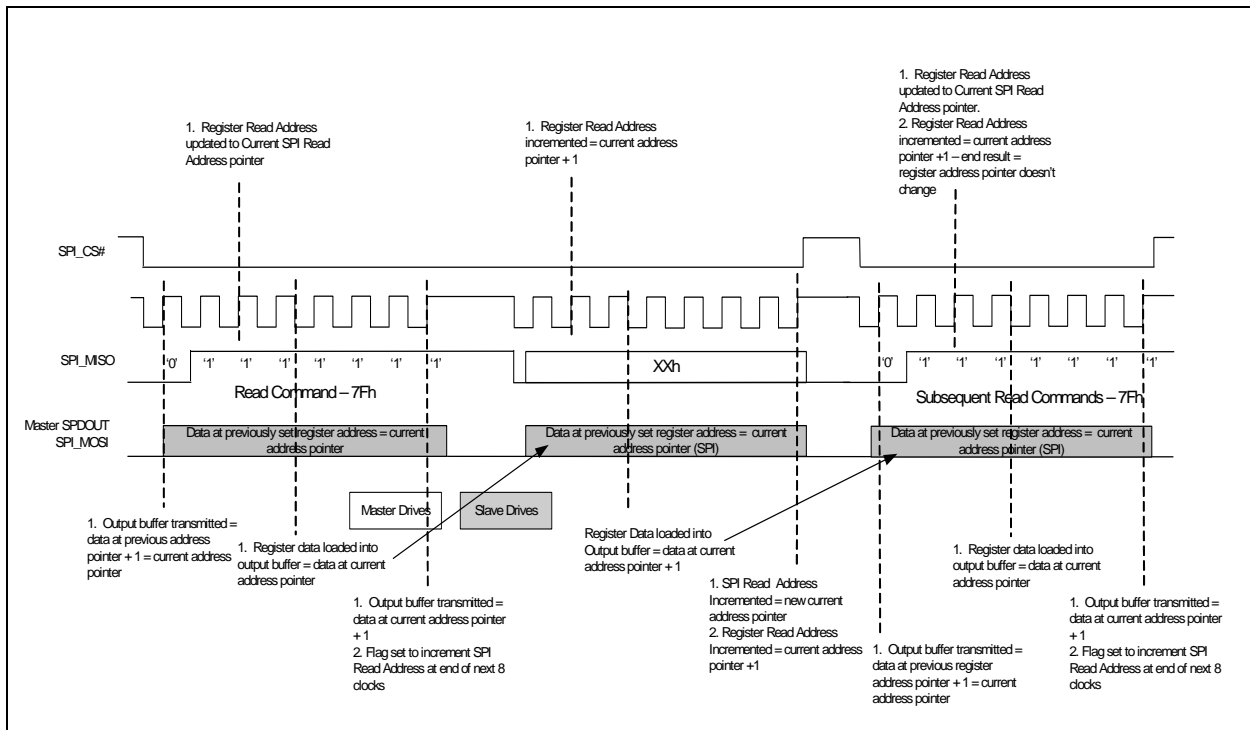 1. Register Read Address
updated to Current SPI Read
Address pointer
1. Register Read Address
incremented = current address
pointer + 1
1. Register Read Address
updated to Current SPI Read
Address pointer.
2. Register Read Address
incremented = current address
pointer +1 – end result =
register address pointer doesn't
change
SPI_CS#
SPI_MISO
'0' '1' '1' '1' '1' '1' '1' '1'
XXh
'0' '1' '1' '1' '1' '1' '1' '1'
Read Command – 7Fh
Subsequent Read Commands – 7Fh
Master SPDOUT
SPI_MOSI
Data at previously set register address = current
address pointer
Data at previously set register address = current
address pointer (SPI)
Data at previously set register address = current
address pointer (SPI)
Master Drives
Slave Drives
1. Output buffer transmitted =
data at previous address
pointer + 1 = current address
pointer
1. Register data loaded into
output buffer = data at current
address pointer
1. Output buffer transmitted =
data at current address pointer
+ 1
2. Flag set to increment SPI
Read Address at end of next 8
clocks
Register Data loaded into
Output buffer = data at current
address pointer + 1
1. SPI Read Address
Incremented = new current
address pointer
2. Register Read Address
Incremented = current address
pointer +1
1. Output buffer transmitted =
data at previous register
address pointer + 1 = current
address pointer
1. Register data loaded into
output buffer = data at current
address pointer
1. Output buffer transmitted =
data at current address pointer
+ 1
2. Flag set to increment SPI
Read Address at end of next 8
clocks